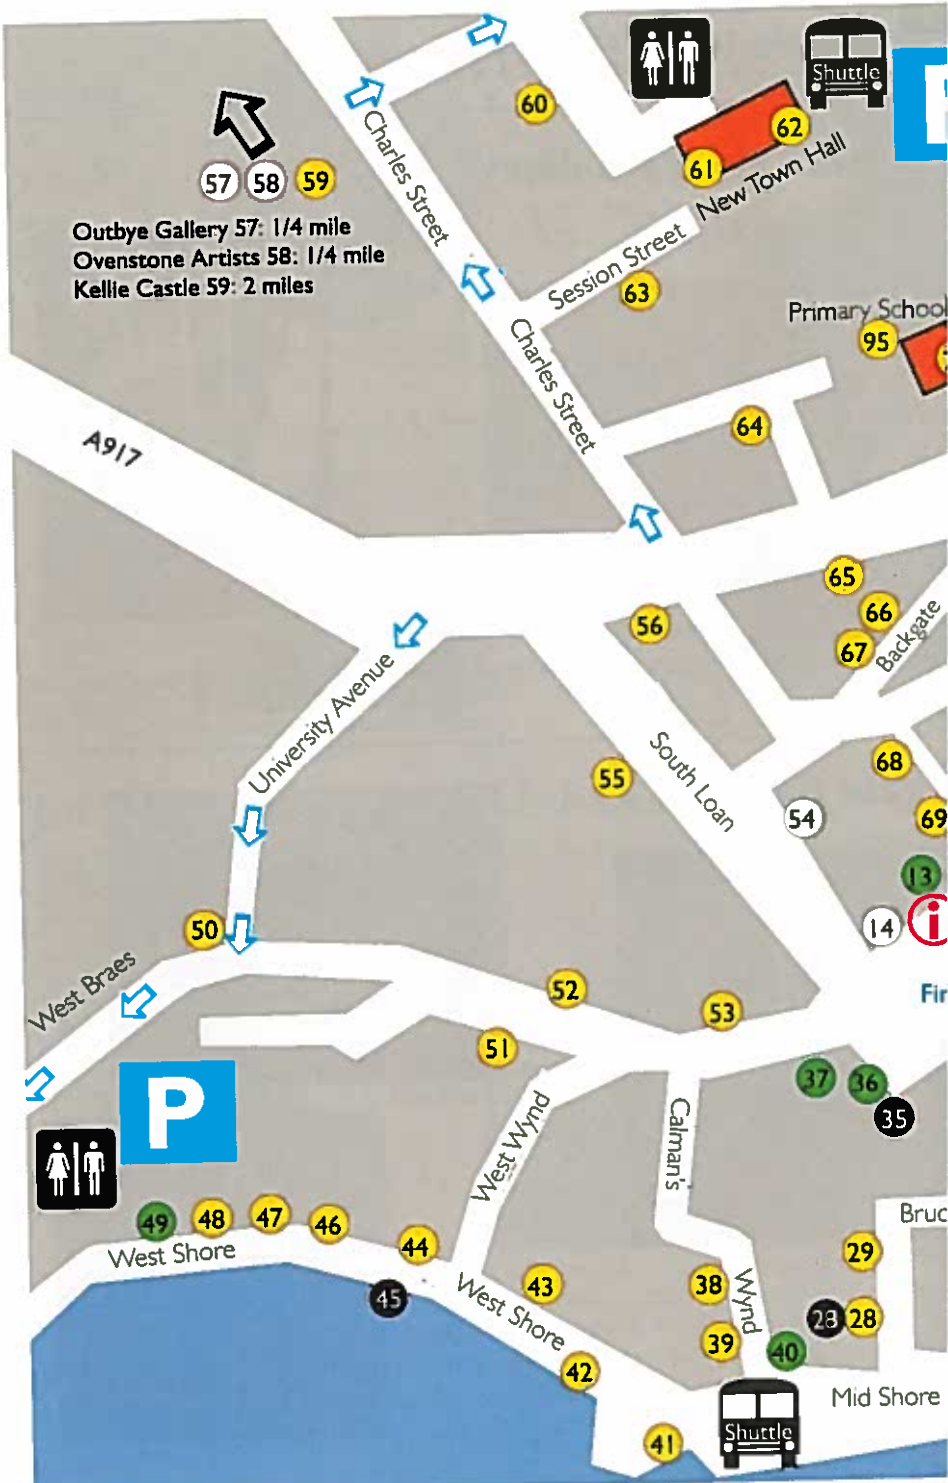 Shuttle
60
62
61
New Town Hall
57 58 59
Outbye Gallery 57: 1/4 mile
Ovenstone Artists 58: 1/4 mile
Kellie Castle 59: 2 miles
Charles Street
Session Street
63
Primary School
95
Charles Street
64
A917
65
66
56
67
Backgate
University Avenue
South Loan
68
55
54
69
13
14
i
50
West Braes
52
Fir
53
51
37
36
35
P
West Wynd
Calman's
Wynd
49
48
47
46
44
West Shore
45
43
West Shore
42
38
39
40
29
28
28
Bruc
Mid Shore
Shuttle
41